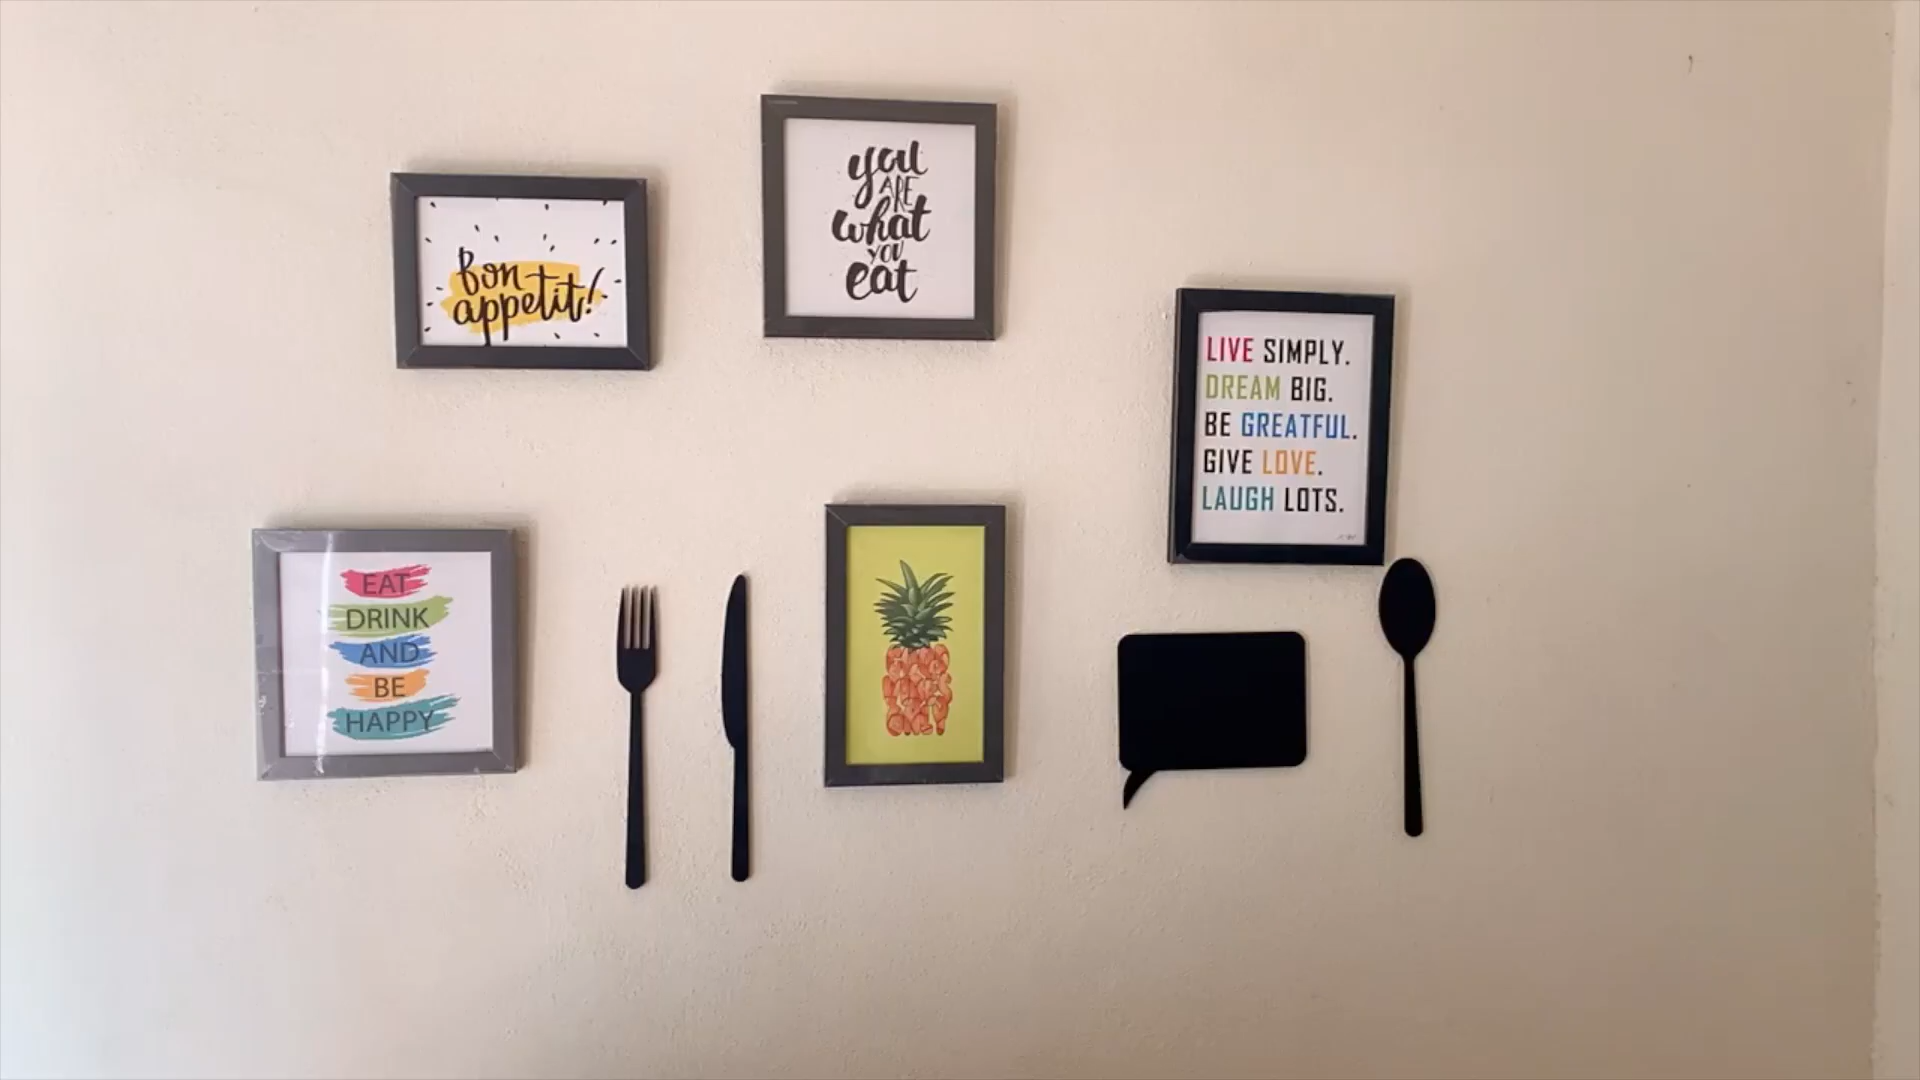 bon
appetit!
you
ARE
what
you
eat
LIVE SIMPLY.
DREAM BIG.
BE GREATFUL.
GIVE LOVE.
LAUGH LOTS.
EAT
DRINK
AND
BE
HAPPY